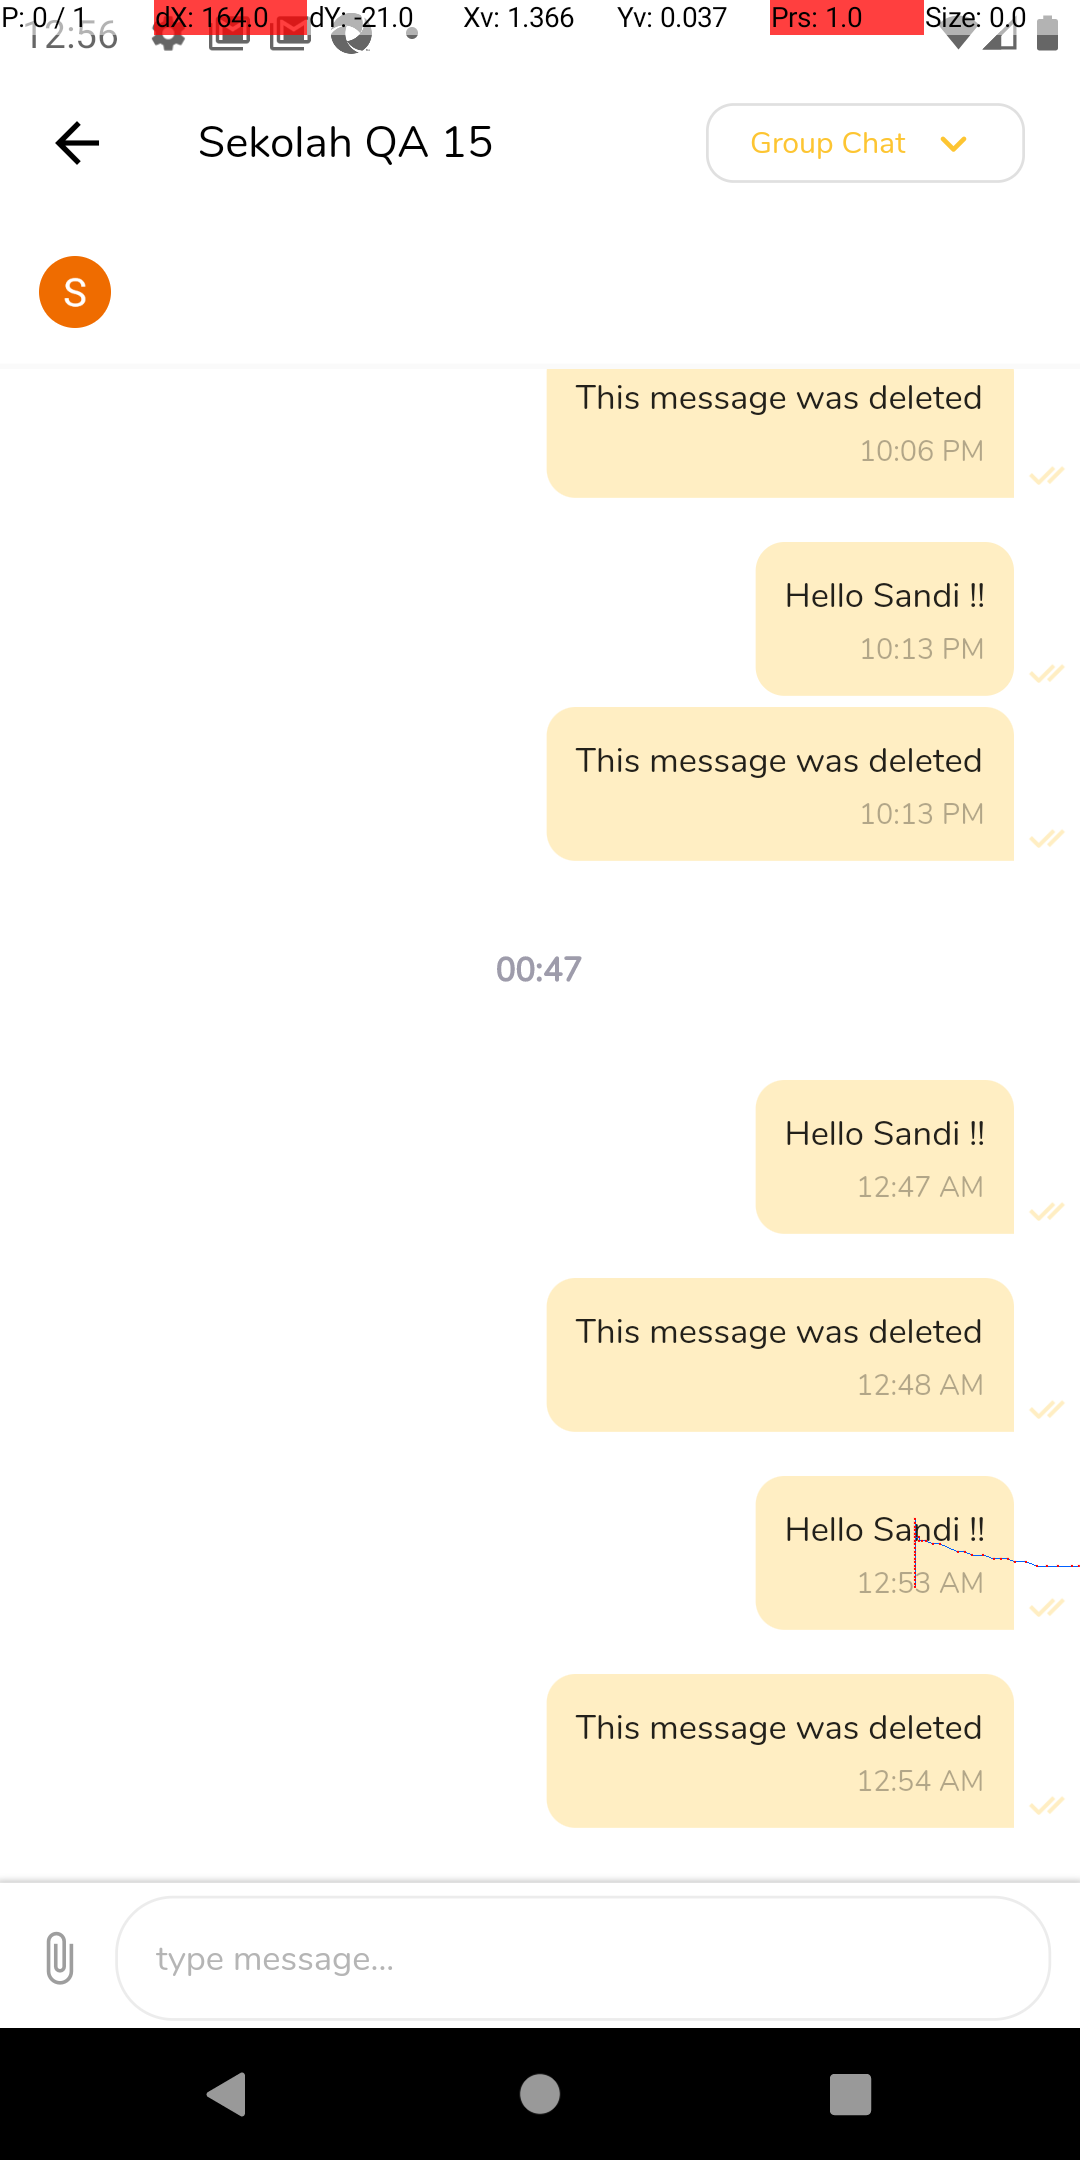 P: 0 / 1 dX: 164.0 dY: -21.0 Xv: 1.366 Yv: 0.037 Prs: 1.0 Size: 0.0
12:56
Sekolah QA 15
Group Chat
S
This message was deleted
10:06 PM
Hello Sandi !!
10:13 PM
This message was deleted
10:13 PM
00:47
Hello Sandi !!
12:47 AM
This message was deleted
12:48 AM
Hello Sandi !!
12:53 AM
This message was deleted
12:54 AM
type message...